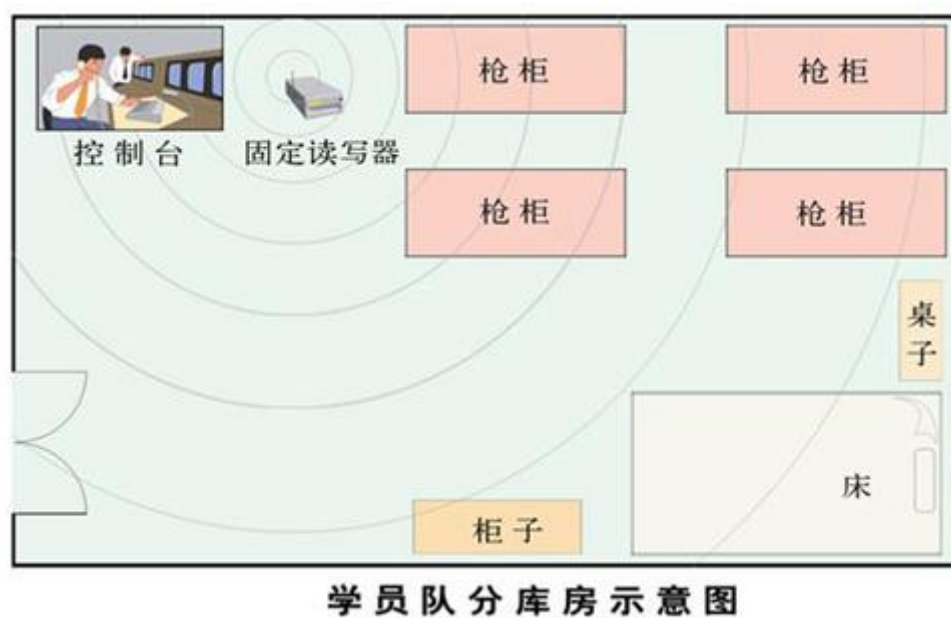 枪柜
枪柜
控制台
固定读写器
枪柜
枪柜
桌子
床
柜子
学员队分库房示意图